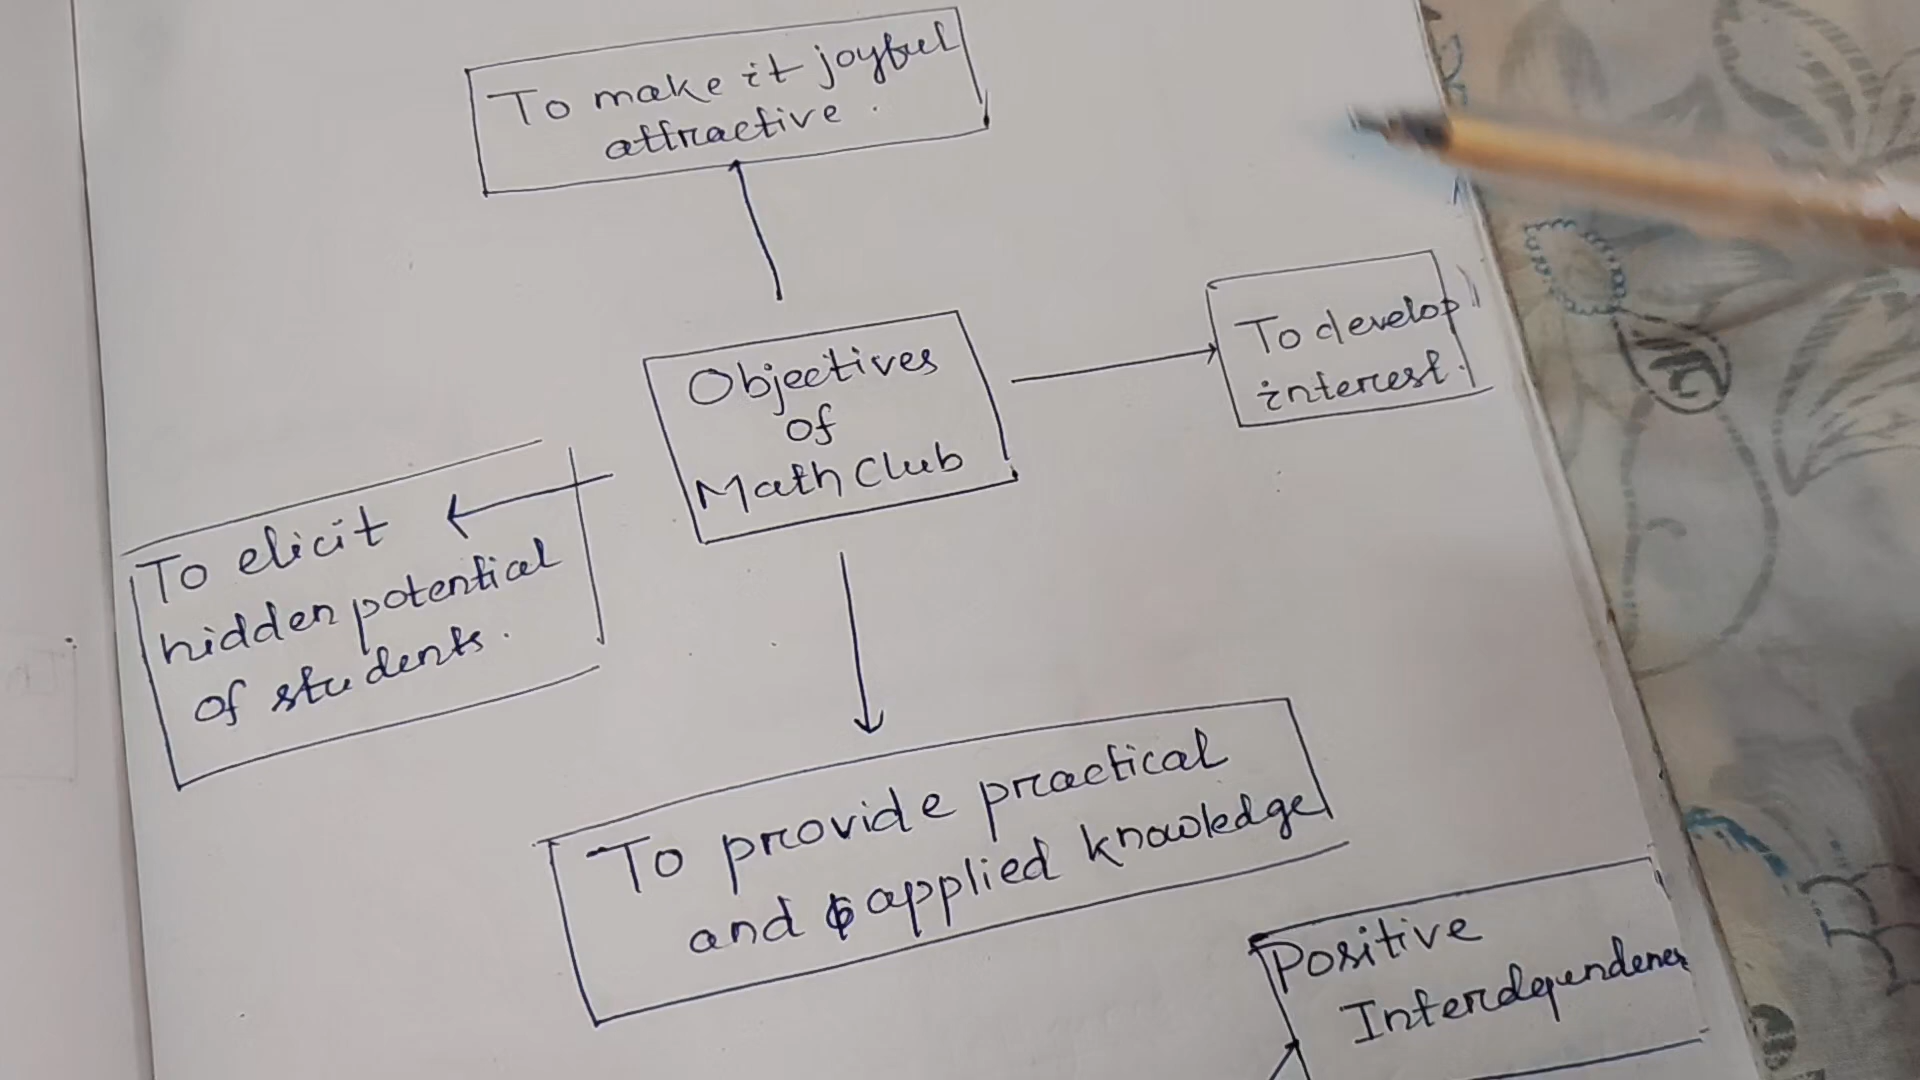 To make it joyful
attractive.
Objectives
of
Math Club
To develop
interest.
To elicit
hidden potential
of students.
To provide practical
and applied knowledge
Positive